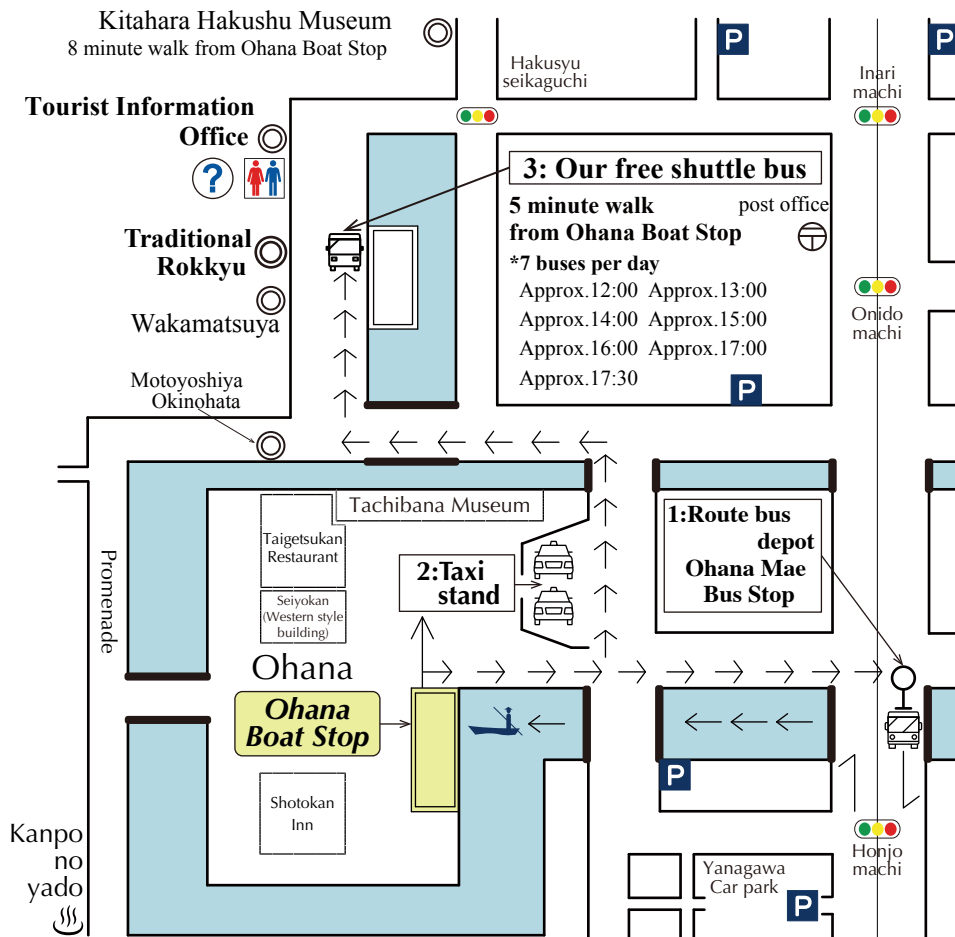 Kitahara Hakushu Museum
8 minute walk from Ohana Boat Stop
P
P
Hakusyu
seikaguchi
Inari
machi
Tourist Information
Office
?
3: Our free shuttle bus
5 minute walk
from Ohana Boat Stop
post office
*7 buses per day
Approx.12:00 Approx.13:00
Approx.14:00 Approx.15:00
Approx.16:00 Approx.17:00
Approx.17:30
P
Traditional
Rokkyu
Wakamatsuya
Onido
machi
Motoyoshiya
Okinohata
Tachibana Museum
Taigetsukan
Restaurant
2:Taxi
stand
1:Route bus
depot
Ohana Mae
Bus Stop
Promenade
Seiyokan
(Western style
building)
Ohana
Ohana
Boat Stop
P
Shotokan
Inn
Kanpo
no
yado
Honjo
machi
Yanagawa
Car park
P